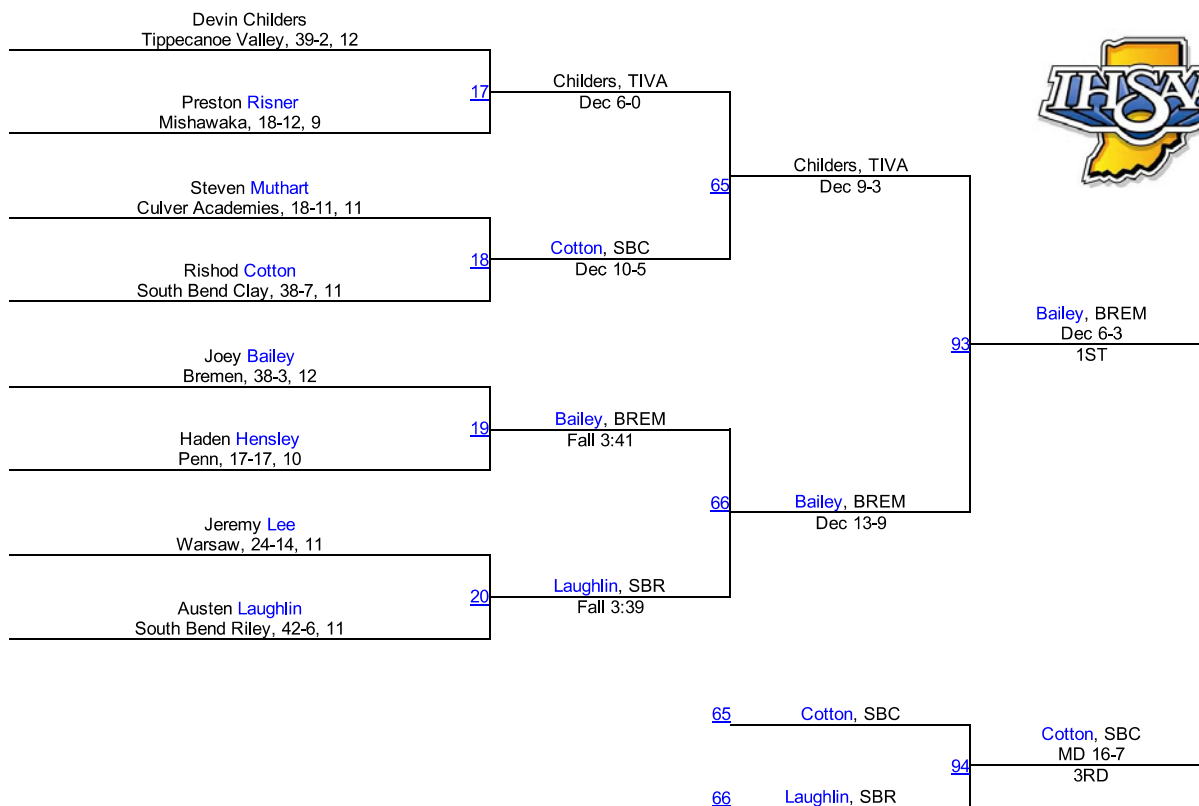 Devin Childers
Tippecanoe Valley, 39-2, 12
17
Childers, TIVA
Dec 6-0
Preston Risner
Mishawaka, 18-12, 9
65
Childers, TIVA
Dec 9-3
Steven Muthart
Culver Academies, 18-11, 11
18
Cotton, SBC
Dec 10-5
Rishod Cotton
South Bend Clay, 38-7, 11
93
Bailey, BREM
Dec 6-3
1ST
Joey Bailey
Bremen, 38-3, 12
19
Bailey, BREM
Fall 3:41
Haden Hensley
Penn, 17-17, 10
66
Bailey, BREM
Dec 13-9
Jeremy Lee
Warsaw, 24-14, 11
20
Laughlin, SBR
Fall 3:39
Austen Laughlin
South Bend Riley, 42-6, 11
65
Cotton, SBC
94
Cotton, SBC
MD 16-7
3RD
66
Laughlin, SBR
IHSAA